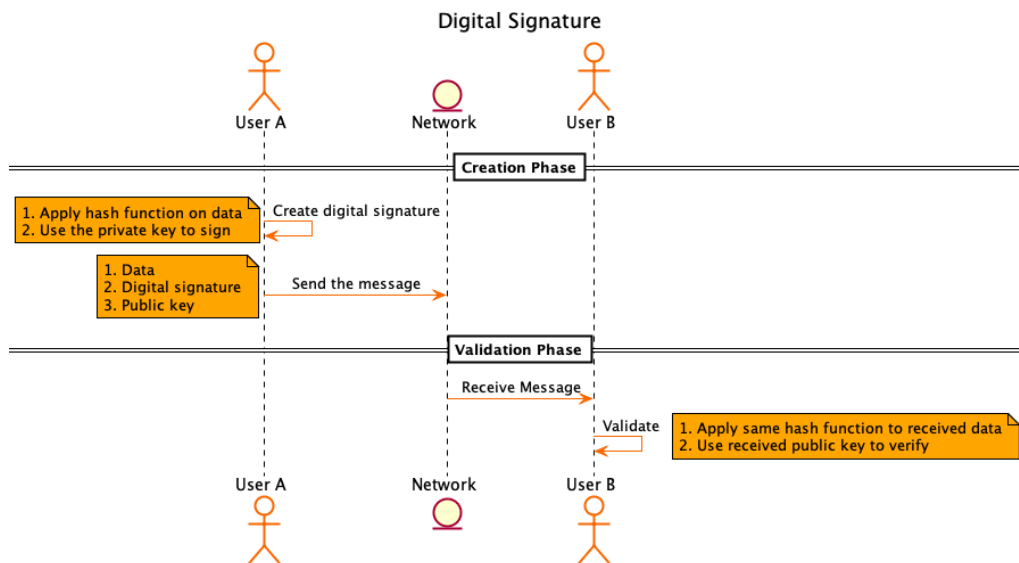 Digital Signature
User A
Network
User B
Creation Phase
1. Apply hash function on data
2. Use the private key to sign
Create digital signature
1. Data
2. Digital signature
3. Public key
Send the message
Validation Phase
Receive Message
Validate
1. Apply same hash function to received data
2. Use received public key to verify
User A
Network
User B